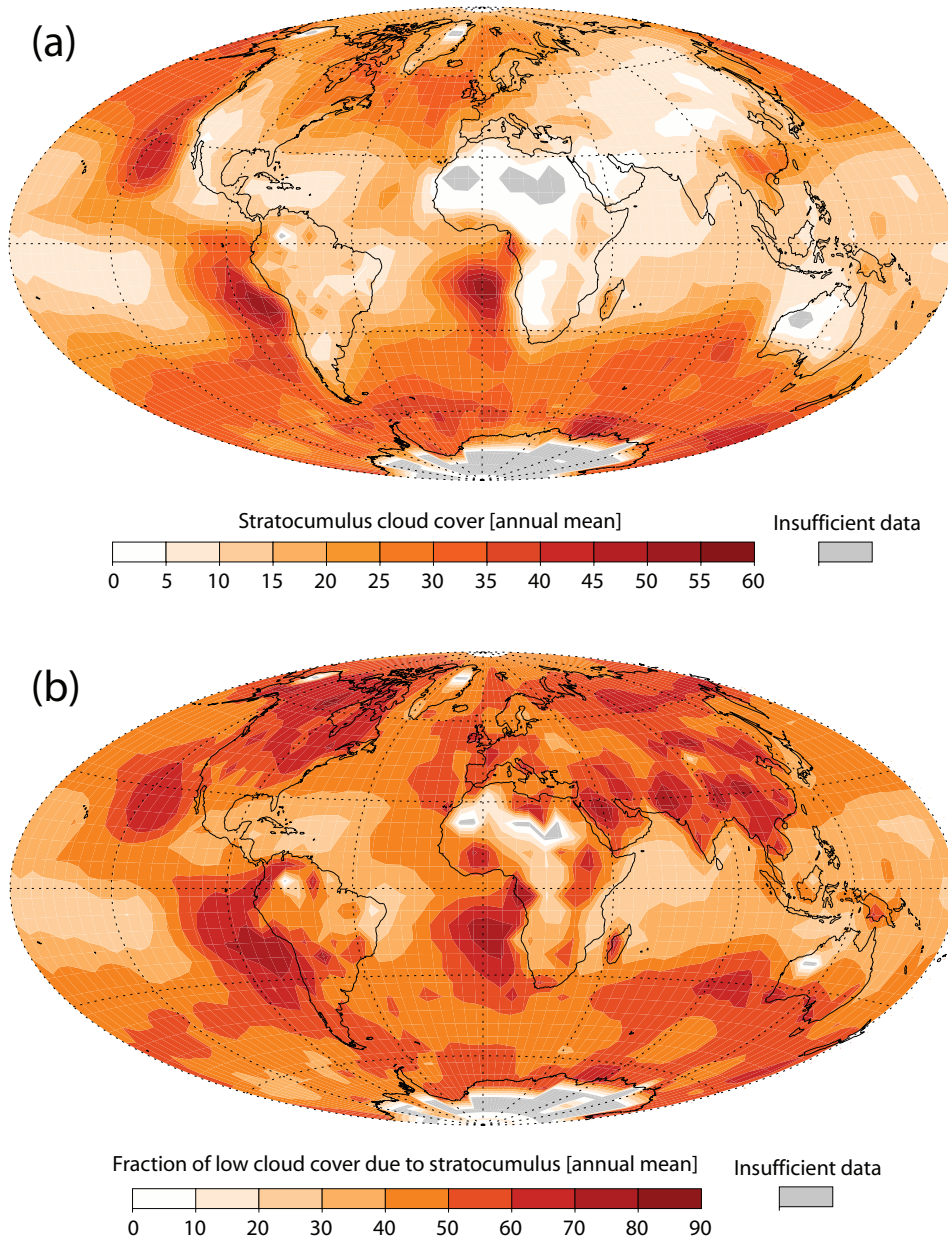 (a)
Stratocumulus cloud cover [annual mean]
Insufficient data
0 5 10 15 20 25 30 35 40 45 50 55 60
(b)
Fraction of low cloud cover due to stratocumulus [annual mean]
Insufficient data
0 10 20 30 40 50 60 70 80 90